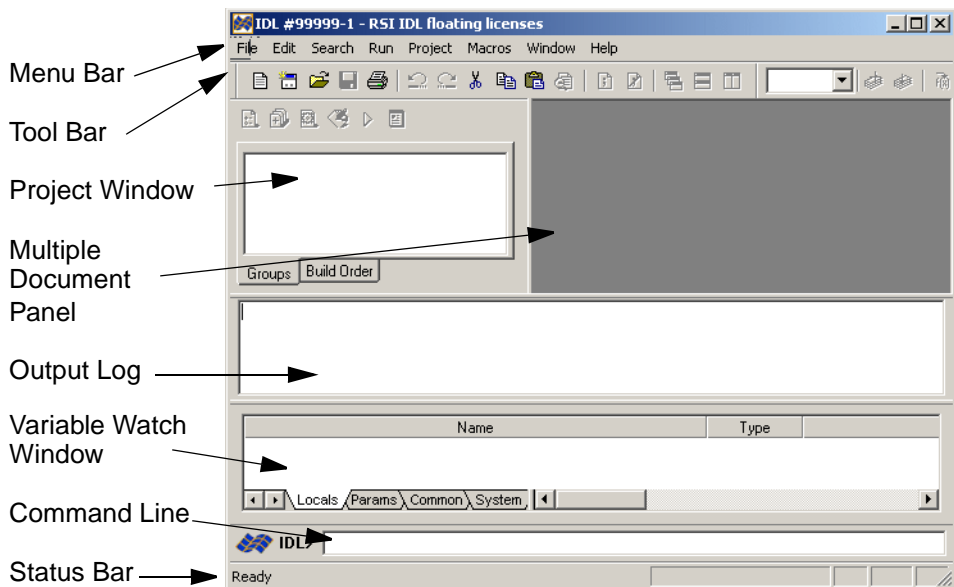 IDL #99999-1 - RSI IDL floating licenses
File Edit Search Run Project Macros Window Help
Menu Bar
Tool Bar
Project Window
Multiple
Document
Panel
Groups Build Order
Output Log
Variable Watch
Window
Name Type
Locals Params Common System
Command Line
IDL>
Status Bar
Ready